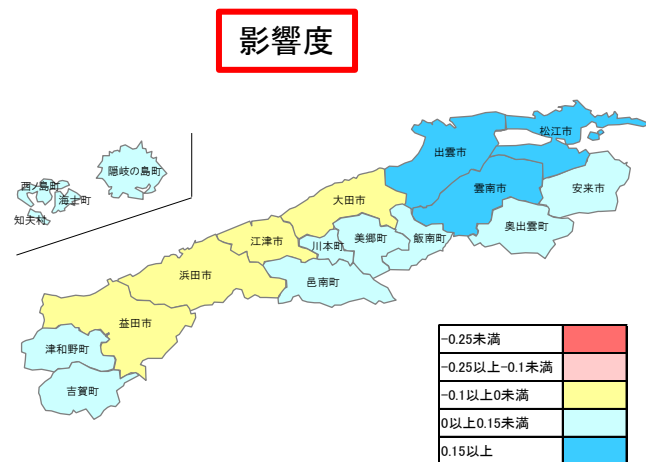 影響度
松江市
出雲市
隠岐の島町
西ノ島町
海士町
知夫村
雲南市
安来市
大田市
奥出雲町
美郷町
飯南町
江津市
川本町
浜田市
邑南町
益田市
津和野町
吉賀町
-0.25未満
-0.25以上-0.1未満
-0.1以上0未満
0以上0.15未満
0.15以上